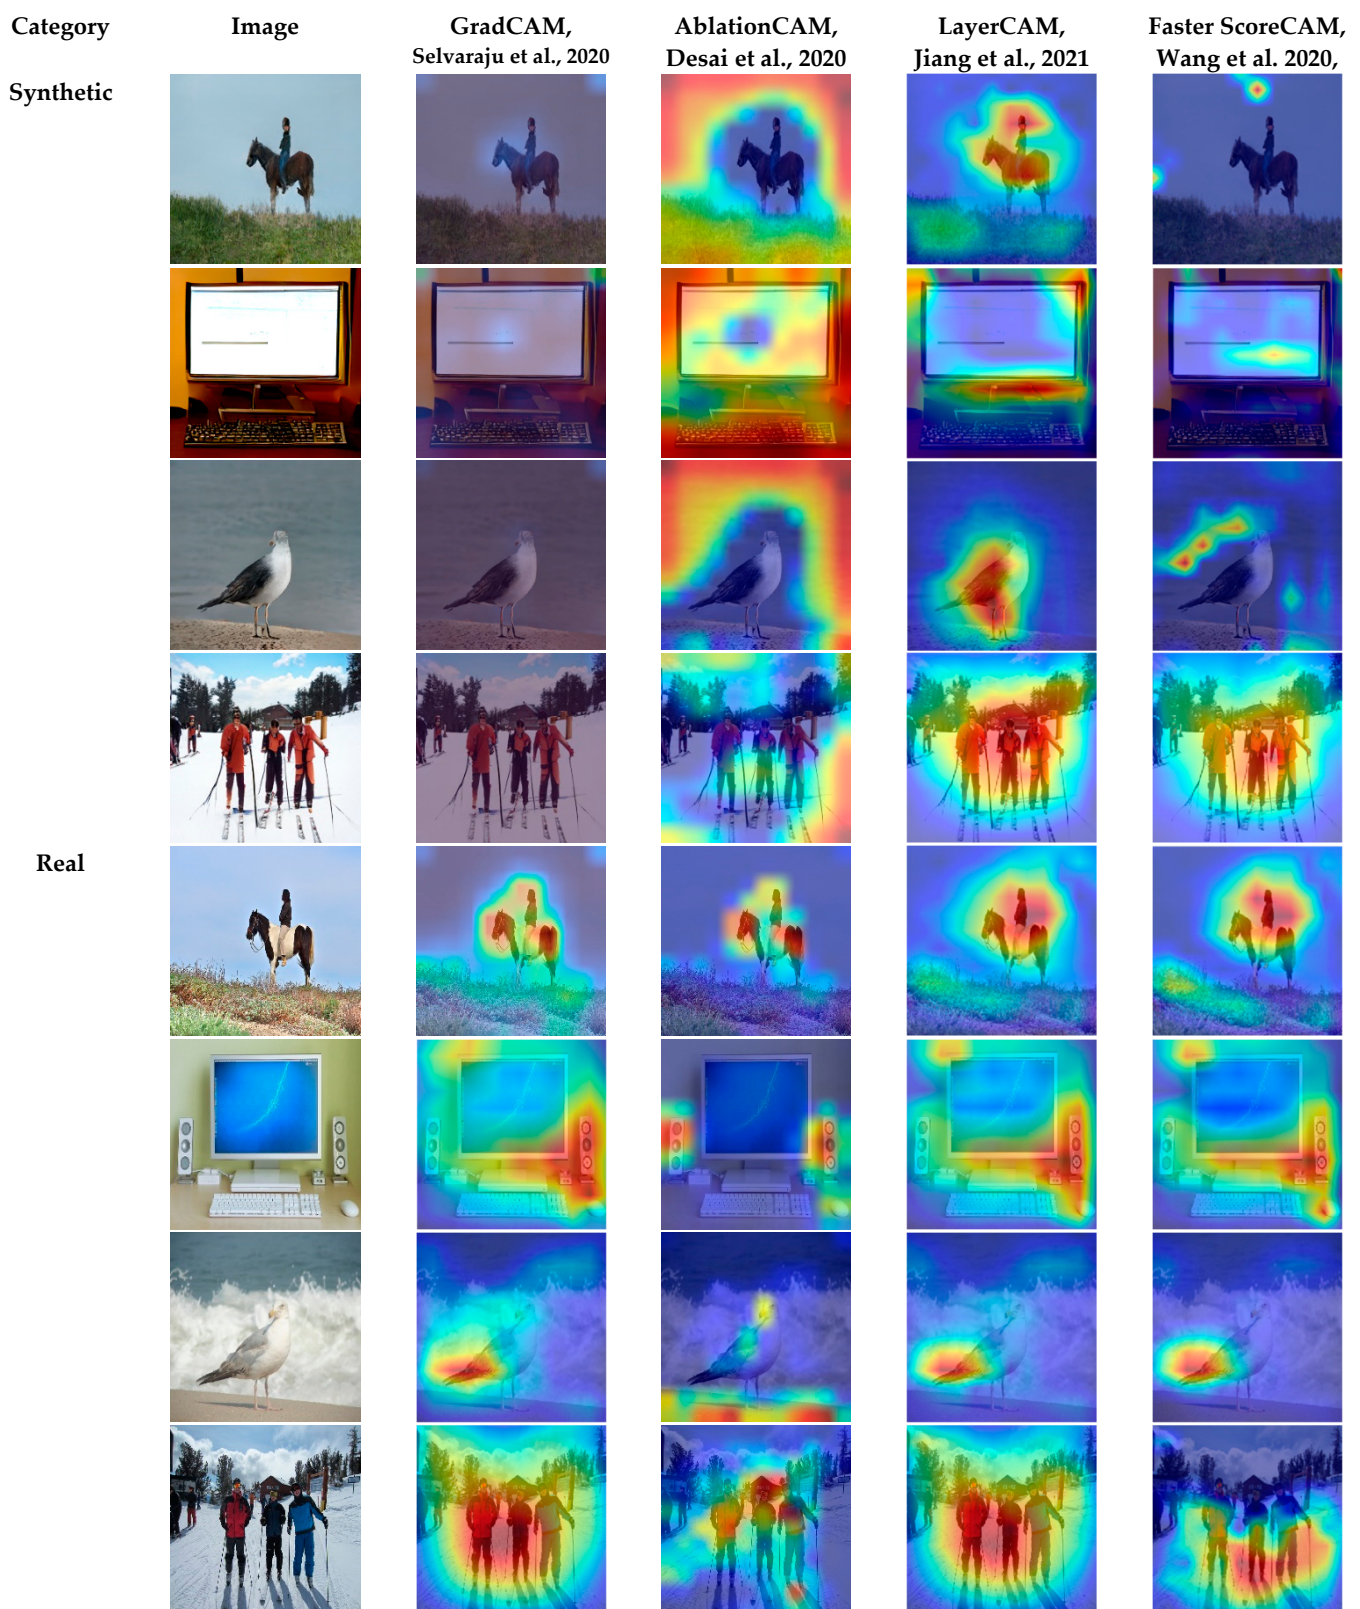 Category Image GradCAM, AblationCAM, LayerCAM, Faster ScoreCAM,
Selvaraju et al., 2020 Desai et al., 2020 Jiang et al., 2021 Wang et al. 2020,
Synthetic
Real